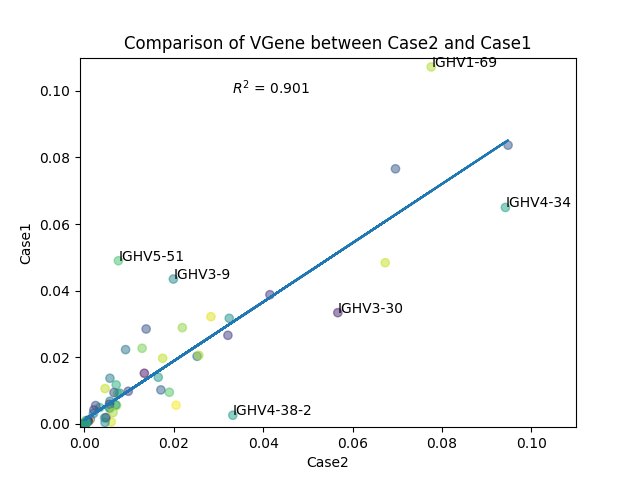 Comparison of VGene between Case2 and Case1
IGHV1-69
R² = 0.901
0.10
0.08
IGHV4-34
0.06
IGHV5-51
IGHV3-9
0.04
IGHV3-30
0.02
IGHV4-38-2
0.00
Case1
0.00 0.02 0.04 0.06 0.08 0.10
Case2